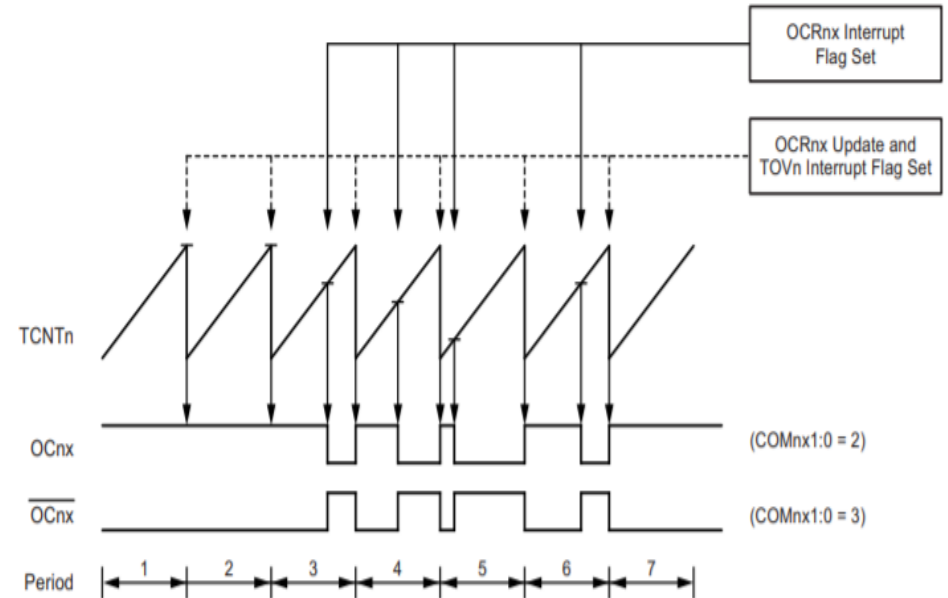 OCRnx Interrupt
Flag Set
OCRnx Update and
TOVn Interrupt Flag Set
TCNTn
OCnx
(COMnx1:0 = 2)
OCnx
(COMnx1:0 = 3)
Period
1
2
3
4
5
6
7